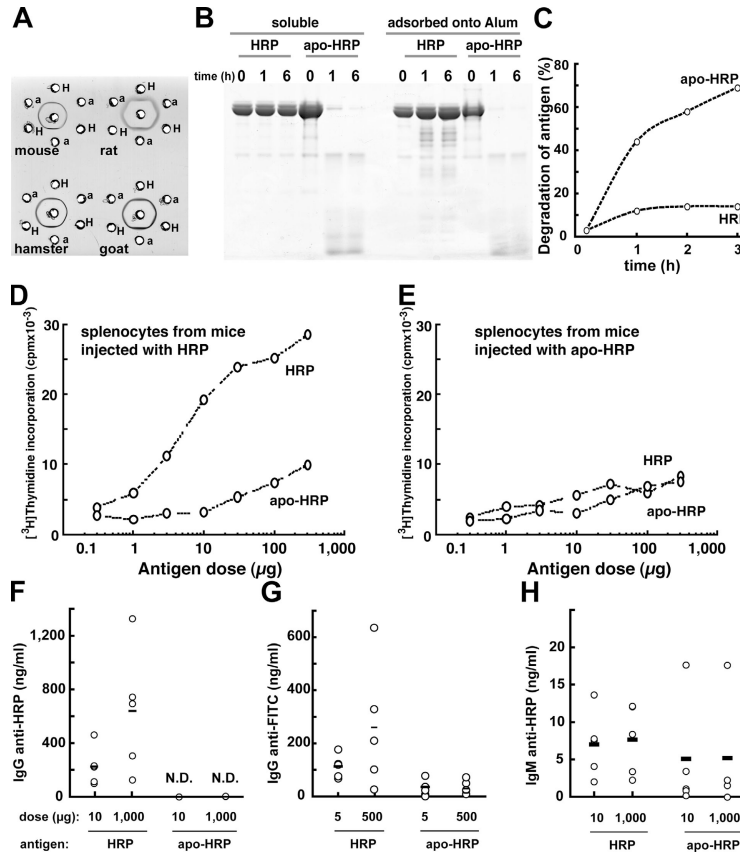 A
H
a
a
H
H
a
mouse
H
a
a
H
H
a
rat
H
a
a
H
H
a
hamster
H
a
a
H
H
a
goat
B
soluble
adsorbed onto Alum
HRP
apo-HRP
HRP
apo-HRP
time (h)
0 1 6 0 1 6 0 1 6 0 1 6
C
Degradation of antigen (%)
80
60
40
20
0
0 1 2 3
time (h)
apo-HRP
D
[³H]Thymidine incorporation (cpmx10-3)
30
20
10
0
splenocytes from mice
injected with HRP
HRP
apo-HRP
0.1 1 10 100 1,000
Antigen dose (µg)
E
[³H]Thymidine incorporation (cpmx10-3)
30
20
10
0
splenocytes from mice
injected with apo-HRP
HRP
apo-HRP
0.1 1 10 100 1,000
Antigen dose (µg)
F
IgG anti-HRP (ng/ml)
1,200
800
400
0
N.D. N.D.
dose (µg): 10 1,000 10 1,000
antigen: HRP apo-HRP
G
IgG anti-FITC (ng/ml)
600
400
200
0
5 500 5 500
HRP apo-HRP
H
IgM anti-HRP (ng/ml)
20
15
10
5
0
10 1,000 10 1,000
HRP apo-HRP